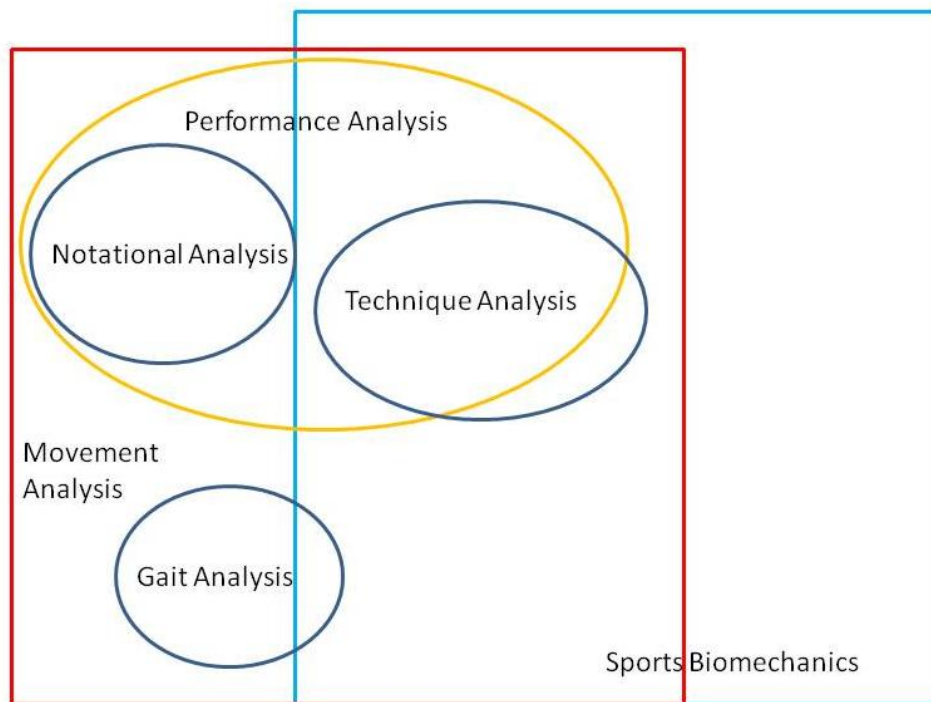 Performance Analysis
Notational Analysis
Technique Analysis
Movement
Analysis
Gait Analysis
Sports Biomechanics